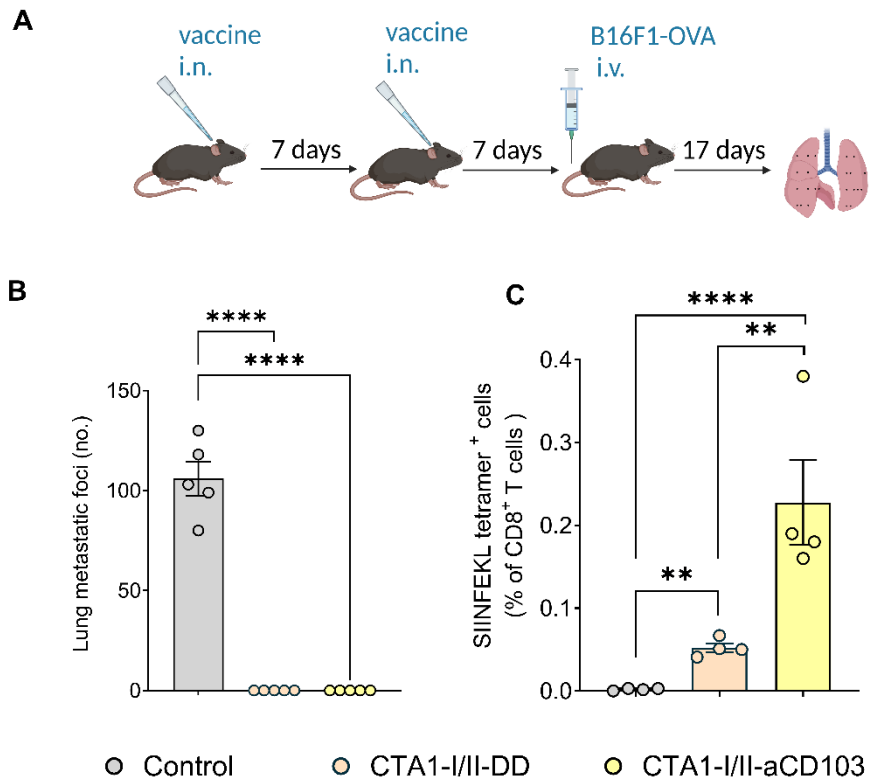 A
vaccine
i.n.
vaccine
i.n.
B16F1-OVA
i.v.
7 days
7 days
17 days
B
****
****
150
100
50
0
Lung metastatic foci (no.)
C
****
**
**
0.4
0.3
0.2
0.1
0.0
SIINFEKL tetramer + cells
(% of CD8+ T cells )
Control
CTA1-I/II-DD
CTA1-I/II-aCD103